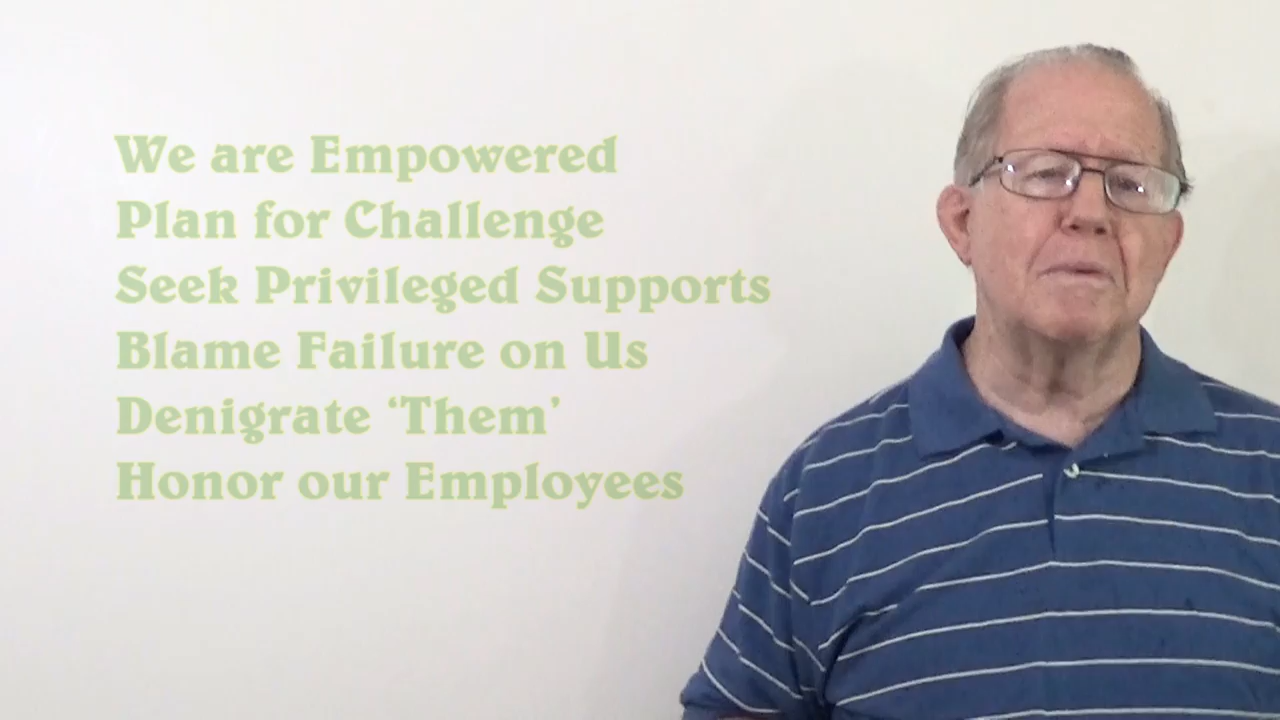 We are Empowered
Plan for Challenge
Seek Privileged Supports
Blame Failure on Us
Denigrate ‘Them’
Honor our Employees